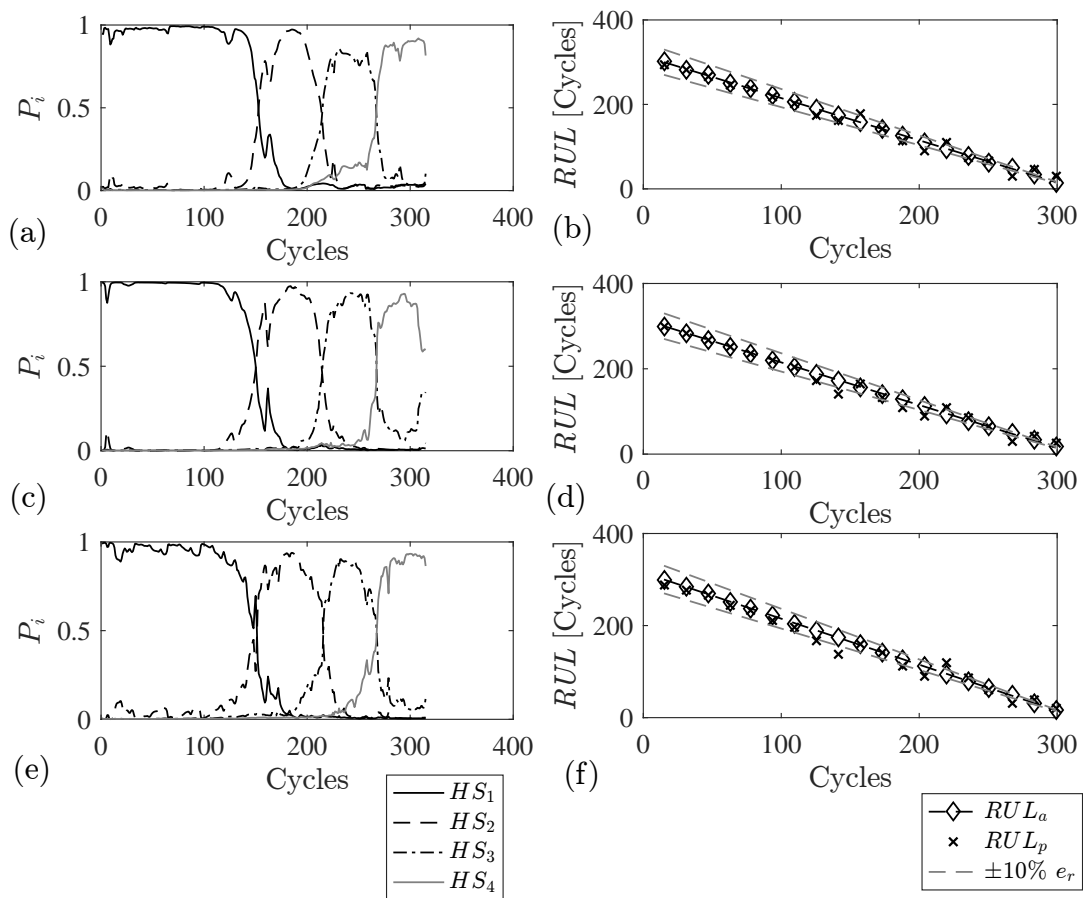 1
0.5
0
P_i
0 100 200 300 400
Cycles
(a)
400
200
0
RUL [Cycles]
0 100 200 300
Cycles
(b)
1
0.5
0
P_i
0 100 200 300 400
Cycles
(c)
400
200
0
RUL [Cycles]
0 100 200 300
Cycles
(d)
1
0.5
0
P_i
0 100 200 300 400
Cycles
(e)
400
200
0
RUL [Cycles]
0 100 200 300
Cycles
(f)
HS_1
HS_2
HS_3
HS_4
RUL_a
RUL_p
±10% e_r